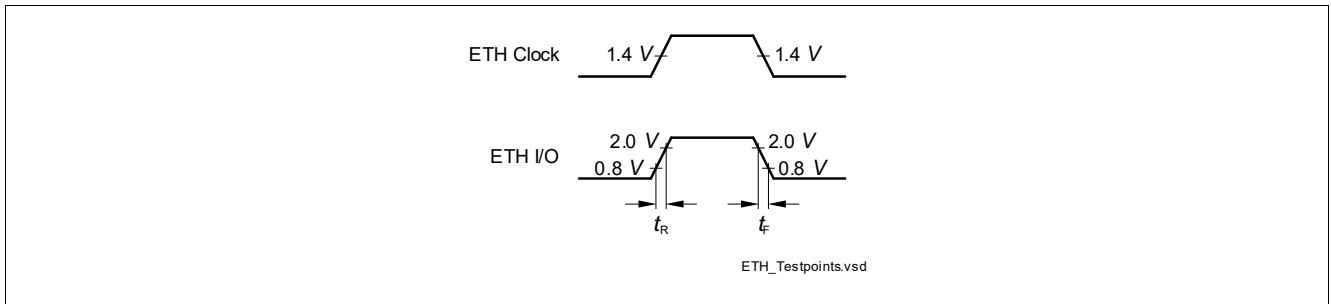 ETH Clock 1.4 V 1.4 V
ETH I/O 2.0 V 2.0 V
0.8 V 0.8 V
tR tF
ETH_Testpoints.vsd